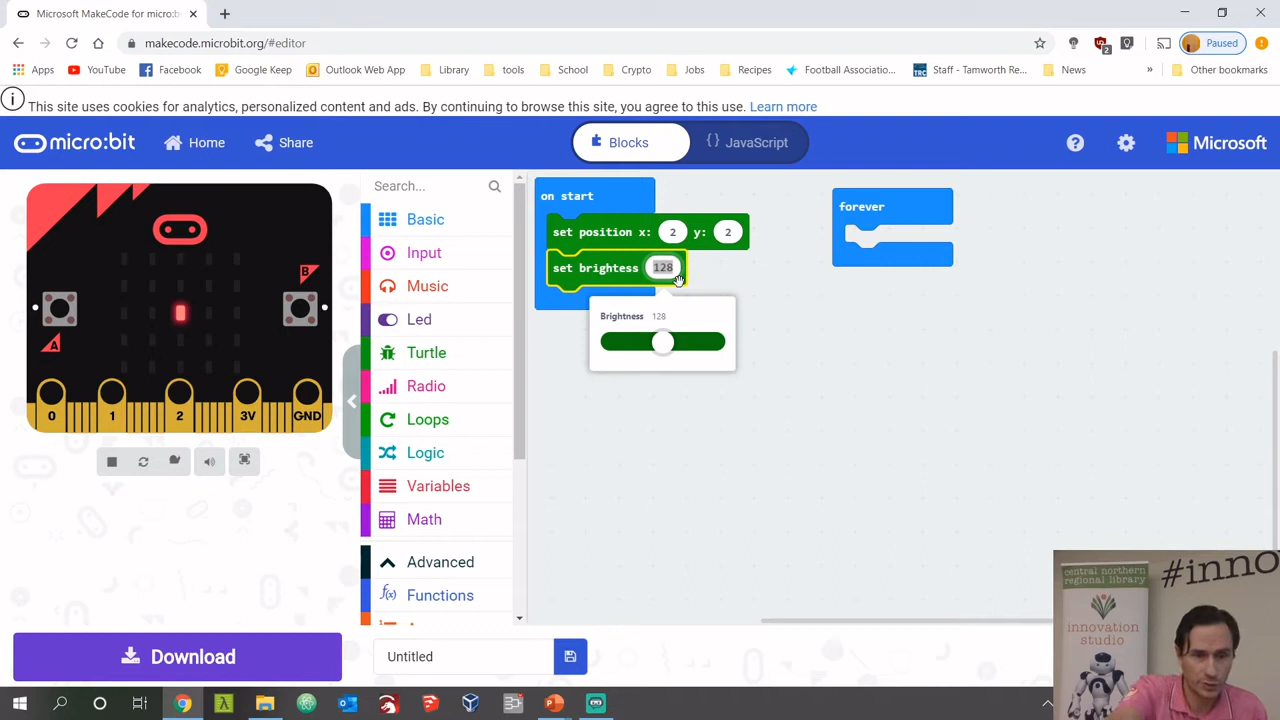 Microsoft MakeCode for micro:b
makecode.microbit.org/#editor
Paused
2
Apps
YouTube
Facebook
Google Keep
Outlook Web App
Library
tools
School
Crypto
Jobs
Recipes
Football Associatio...
Staff - Tamworth Re...
News
»
Other bookmarks
This site uses cookies for analytics, personalized content and ads. By continuing to browse this site, you agree to this use. Learn more
micro:bit
Home
Share
Blocks
{} JavaScript
Microsoft
Search...
Basic
Input
Music
Led
Turtle
Radio
Loops
Logic
Variables
Math
Advanced
Functions
A
B
0
1
2
3V
GND
on start
set position x: 2 y: 2
set brightess 128
Brightness 128
forever
Download
Untitled
#inno
central northern
regional library
innovation
studio